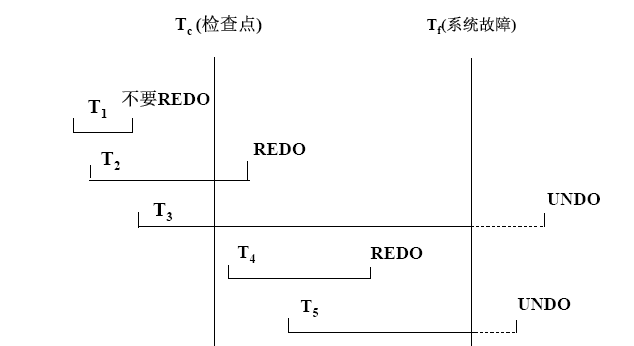 Tc (检查点)
Tf(系统故障)
T1 不要REDO
T2 REDO
T3 UNDO
T4 REDO
T5 UNDO